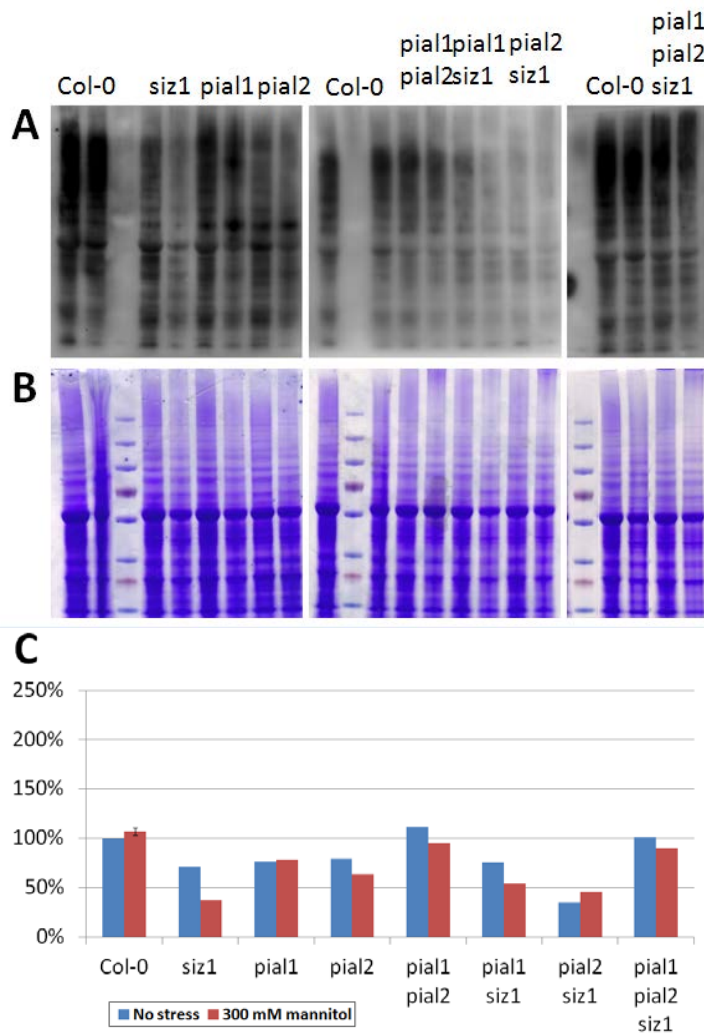 pial1
pial1 pial1 pial2 pial2
Col-0 siz1 pial1 pial2 Col-0 pial2 siz1 siz1 Col-0 siz1
A
B
C
250%
200%
150%
100%
50%
0%
Col-0 siz1 pial1 pial2 pial1 pial1 pial2 pial1
pial2 siz1 siz1 pial2
siz1
No stress 300 mM mannitol